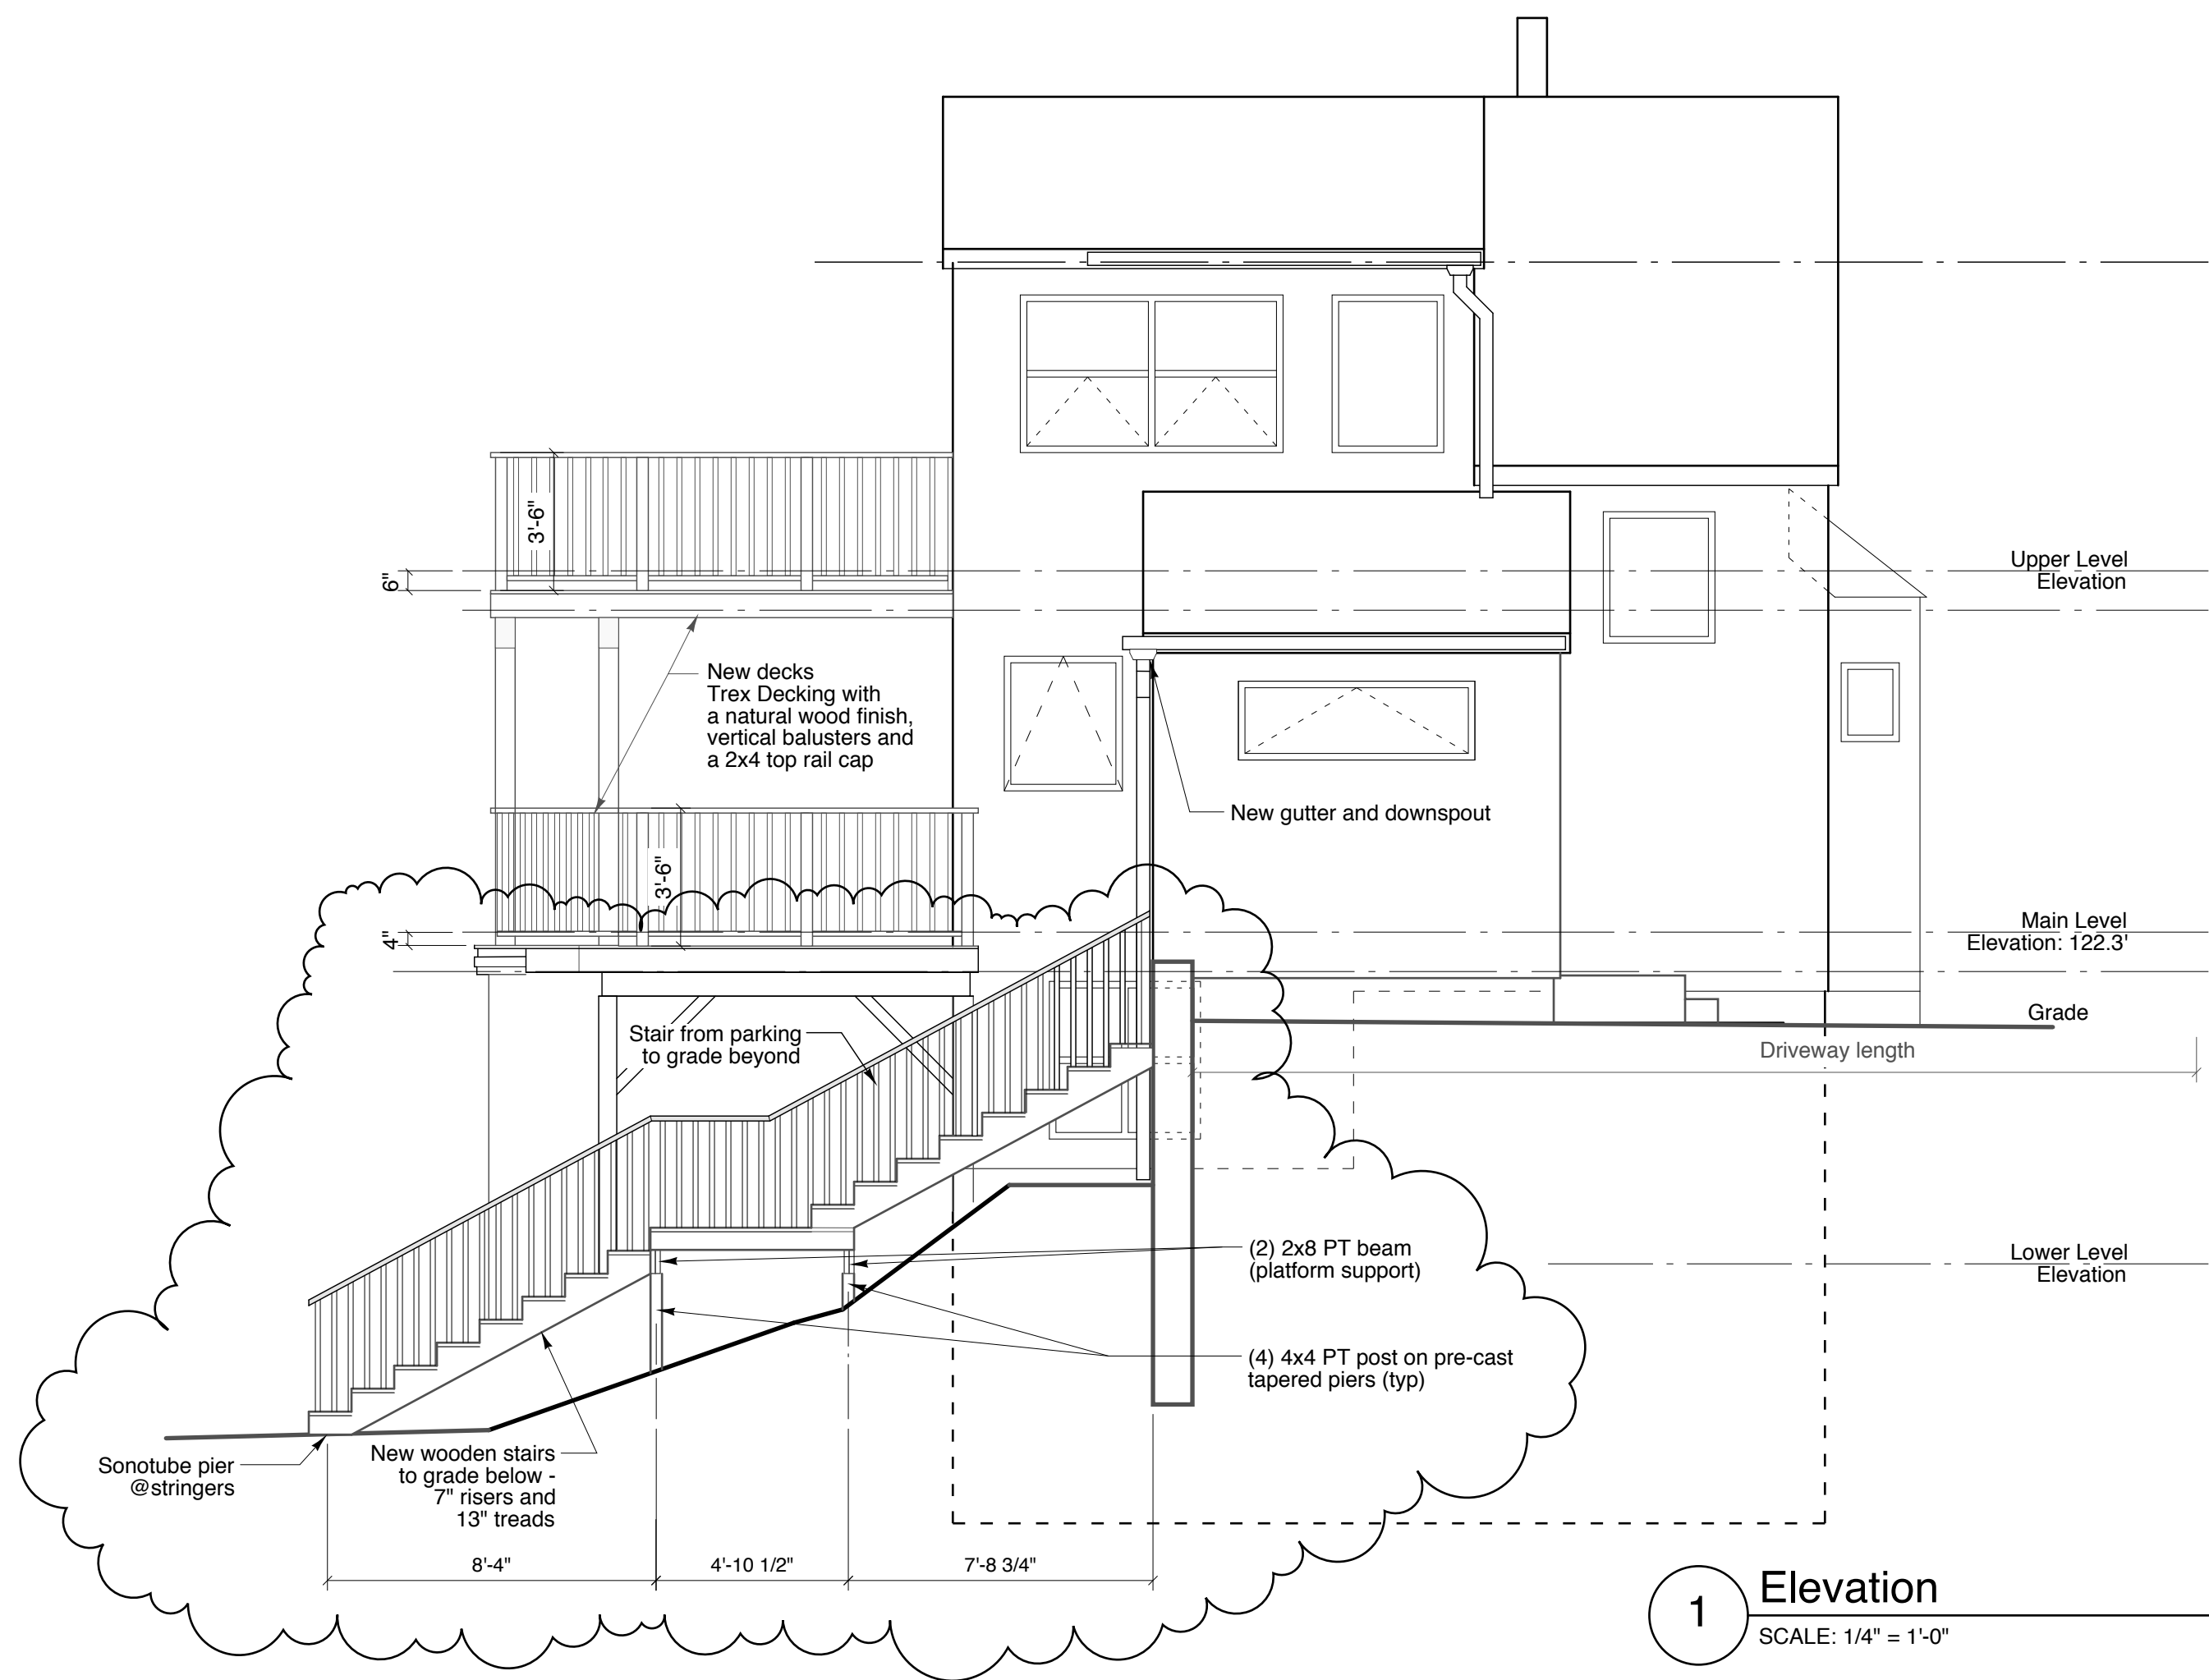 3'-6"
6"
Upper Level
Elevation
New decks
Trex Decking with
a natural wood finish,
vertical balusters and
a 2x4 top rail cap
New gutter and downspout
3'-6"
4"
Main Level
Elevation: 122.3'
Grade
Stair from parking
to grade beyond
Driveway length
(2) 2x8 PT beam
(platform support)
Lower Level
Elevation
(4) 4x4 PT post on pre-cast
tapered piers (typ)
Sonotube pier
@stringers
New wooden stairs
to grade below -
7" risers and
13" treads
8'-4"
4'-10 1/2"
7'-8 3/4"
1
Elevation
SCALE: 1/4" = 1'-0"